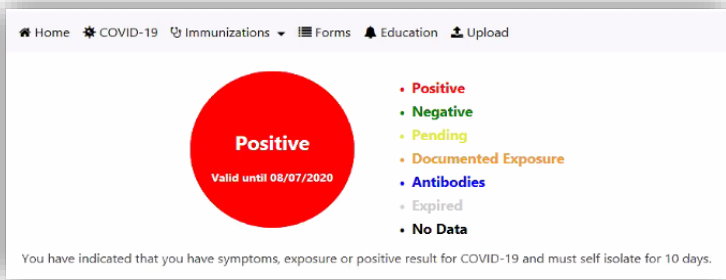 Home COVID-19 Immunizations Forms Education Upload
Positive
Valid until 08/07/2020
Positive
Negative
Pending
Documented Exposure
Antibodies
Expired
No Data
You have indicated that you have symptoms, exposure or positive result for COVID-19 and must self isolate for 10 days.